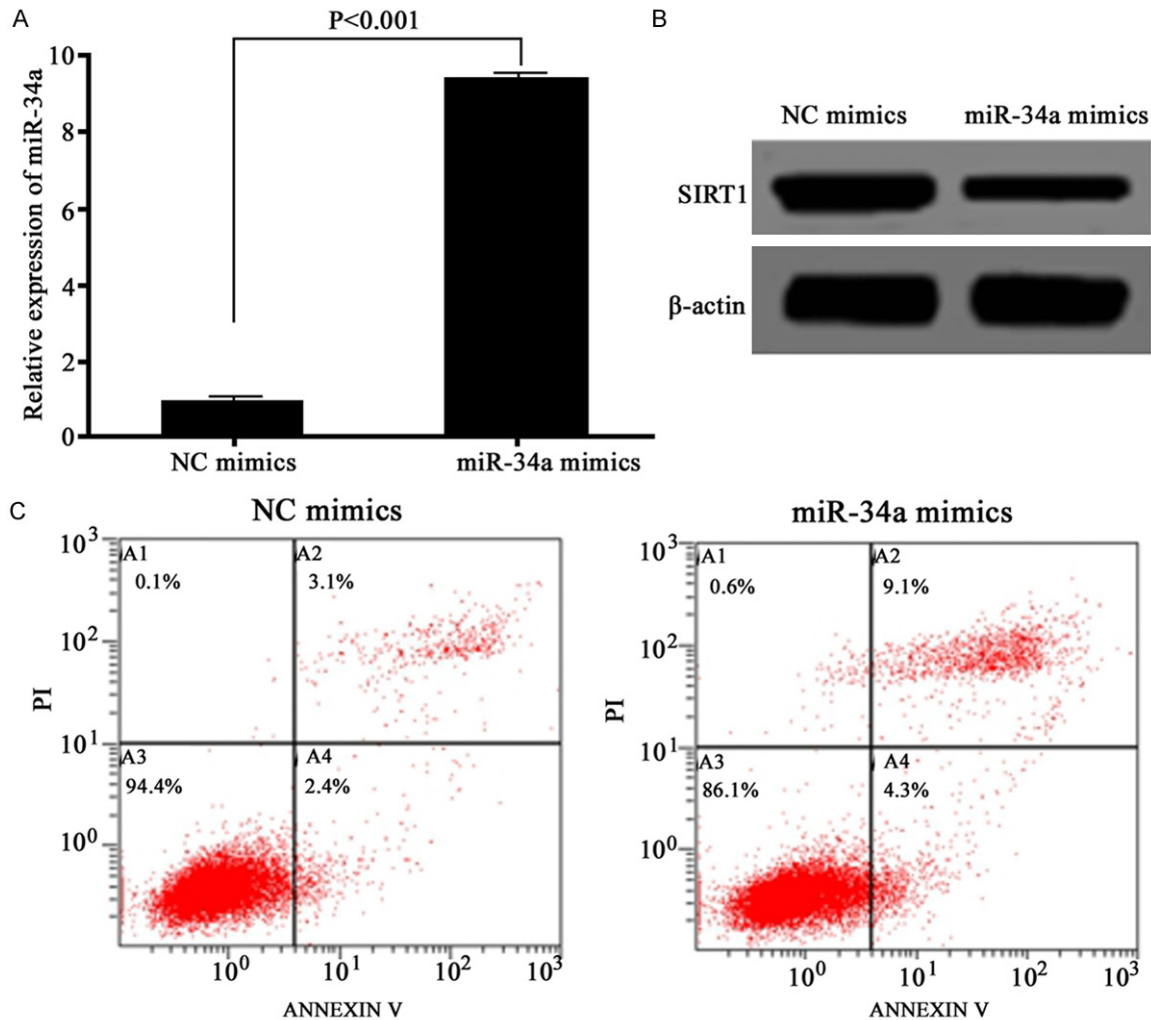 A
P<0.001
Relative expression of miR-34a
10
8
6
4
2
0
NC mimics
miR-34a mimics
B
NC mimics
miR-34a mimics
SIRT1
β-actin
C
NC mimics
PI
10³
10²
10¹
10⁰
A1
0.1%
A2
3.1%
A3
94.4%
A4
2.4%
10⁰
10¹
10²
10³
ANNEXIN V
miR-34a mimics
PI
10³
10²
10¹
10⁰
A1
0.6%
A2
9.1%
A3
86.1%
A4
4.3%
10⁰
10¹
10²
10³
ANNEXIN V